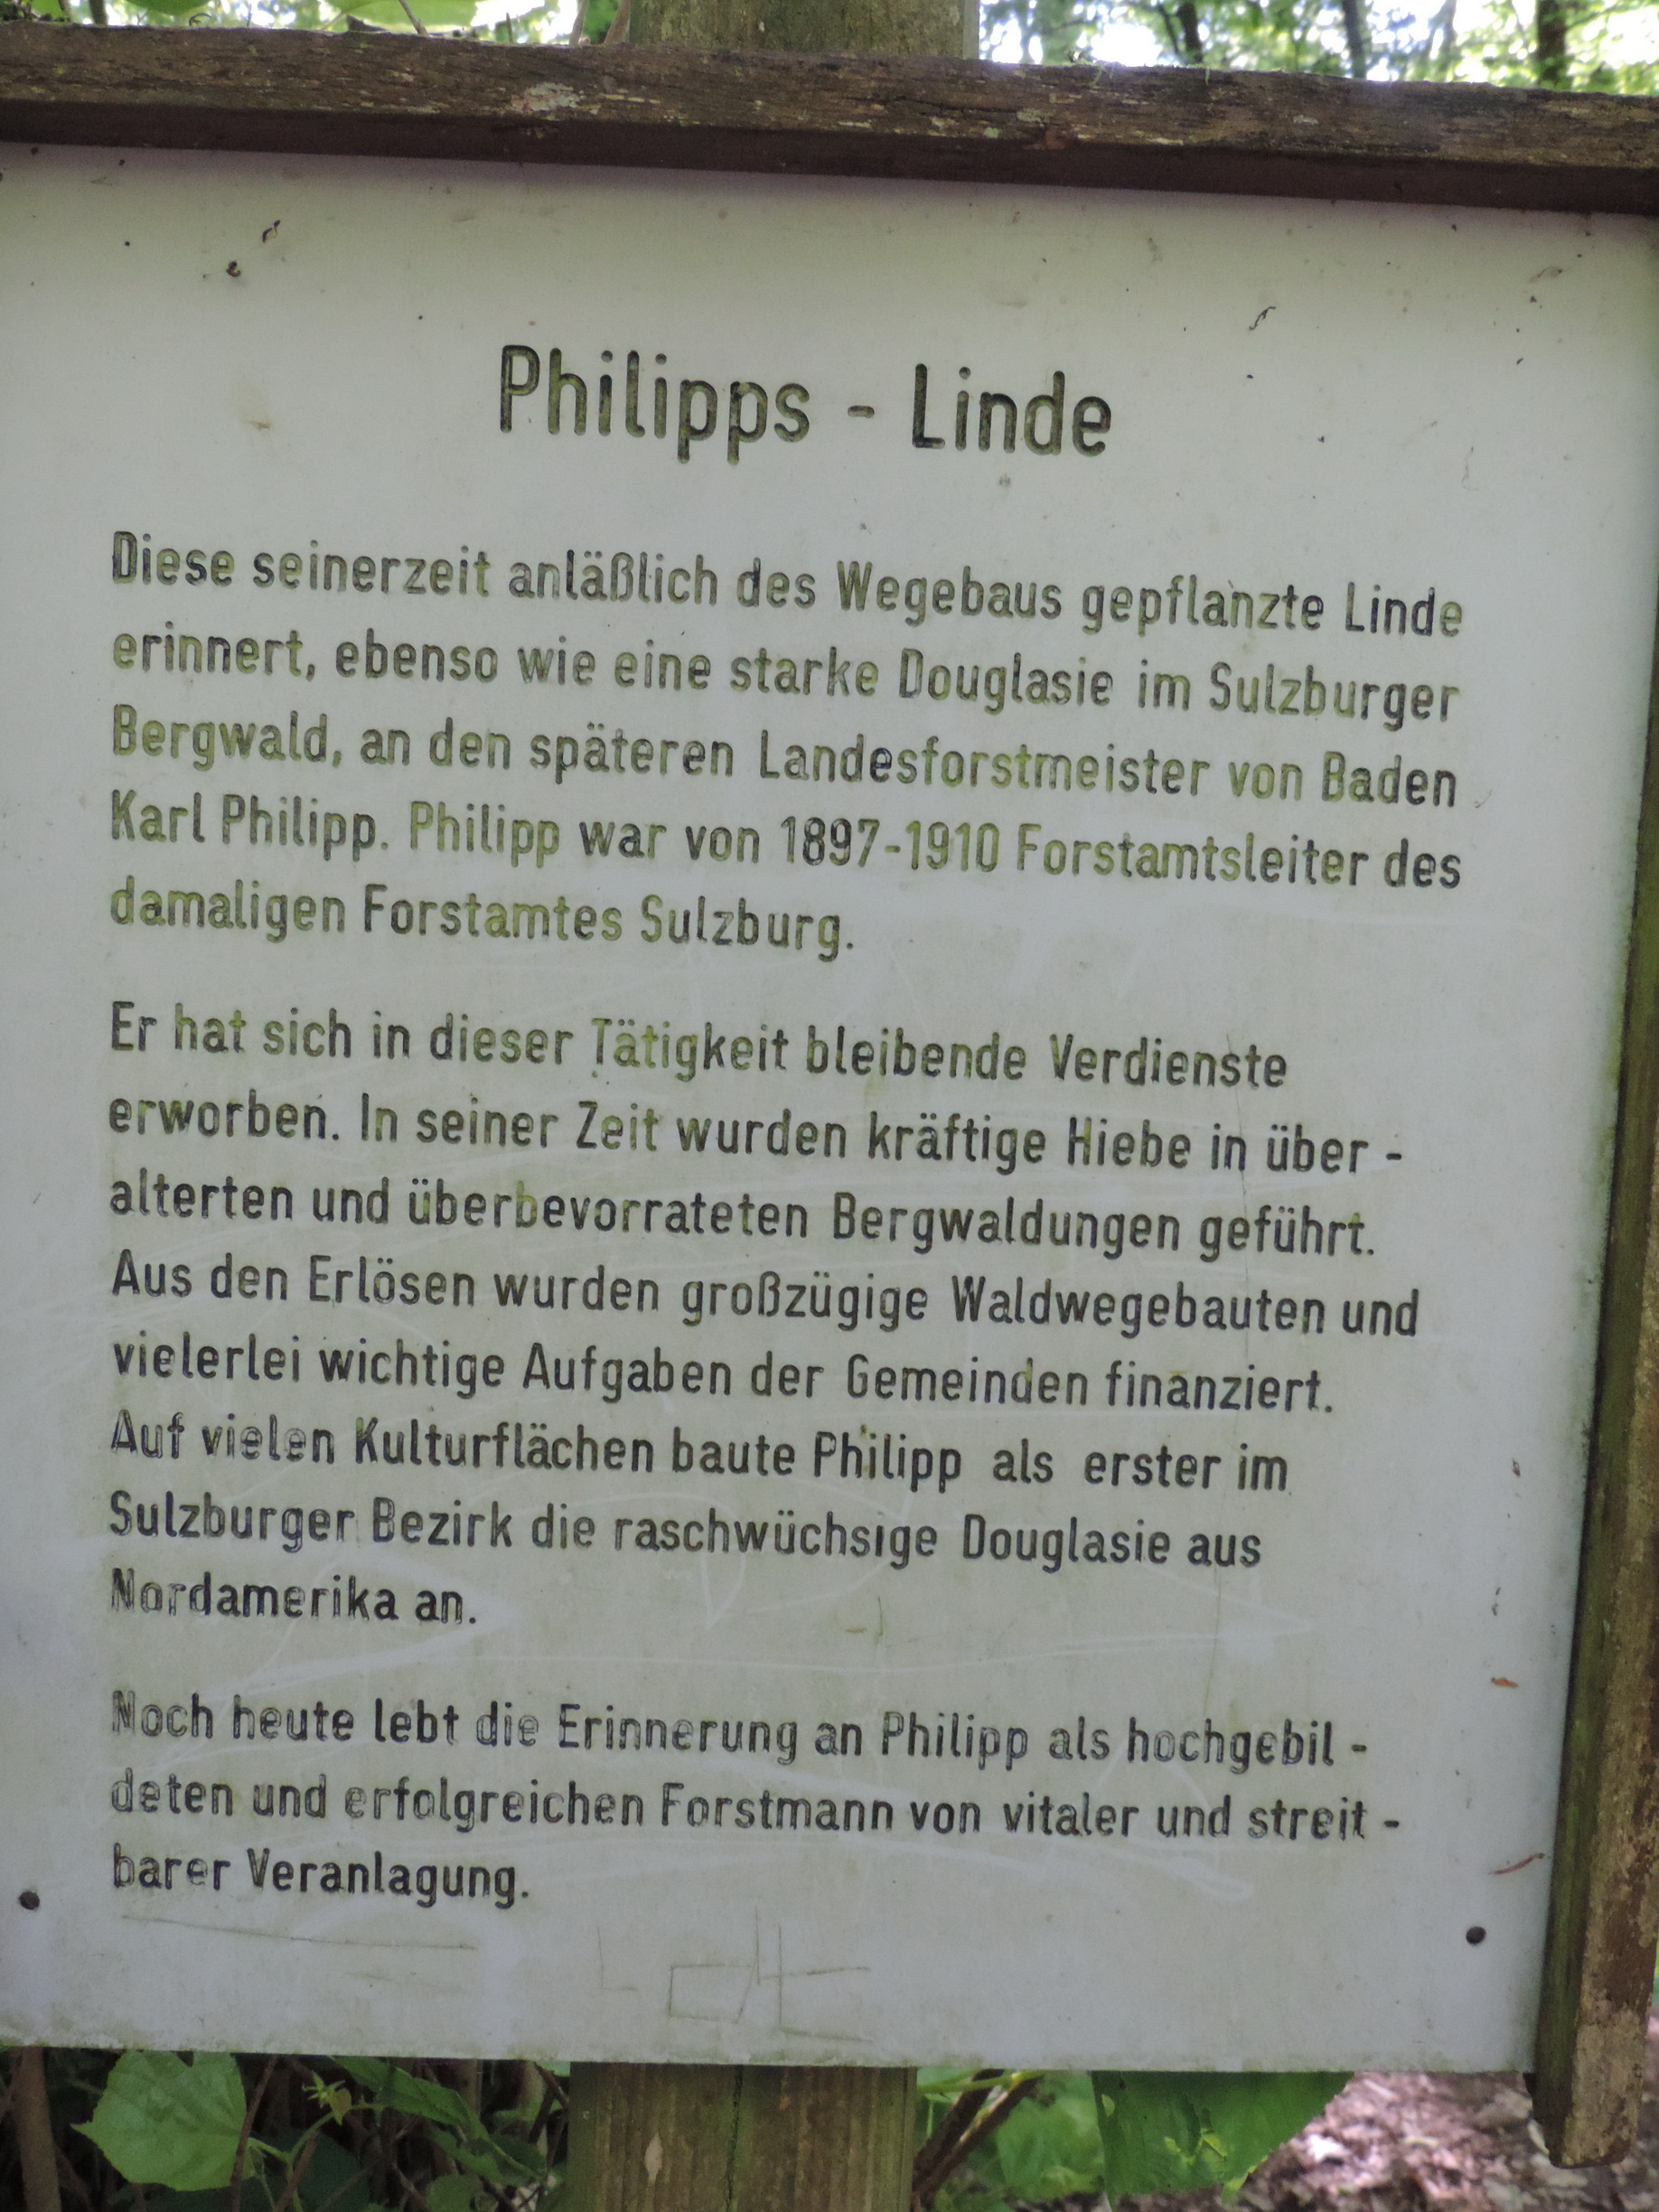 Philipps - Linde
Diese seinerzeit anläßlich des Wegebaus gepflanzte Linde
erinnert, ebenso wie eine starke Douglasie im Sulzburger
Bergwald, an den späteren Landesforstmeister von Baden
Karl Philipp. Philipp war von 1897-1910 Forstamtsleiter des
damaligen Forstamtes Sulzburg.
Er hat sich in dieser Tätigkeit bleibende Verdienste
erworben. In seiner Zeit wurden kräftige Hiebe in über -
alterten und überbevorrateten Bergwaldungen geführt.
Aus den Erlösen wurden großzügige Waldwegebauten und
vielerlei wichtige Aufgaben der Gemeinden finanziert.
Auf vielen Kulturflächen baute Philipp als erster im
Sulzburger Bezirk die raschwüchsige Douglasie aus
Nordamerika an.
Noch heute lebt die Erinnerung an Philipp als hochgebil -
deten und erfolgreichen Forstmann von vitaler und streit -
barer Veranlagung.